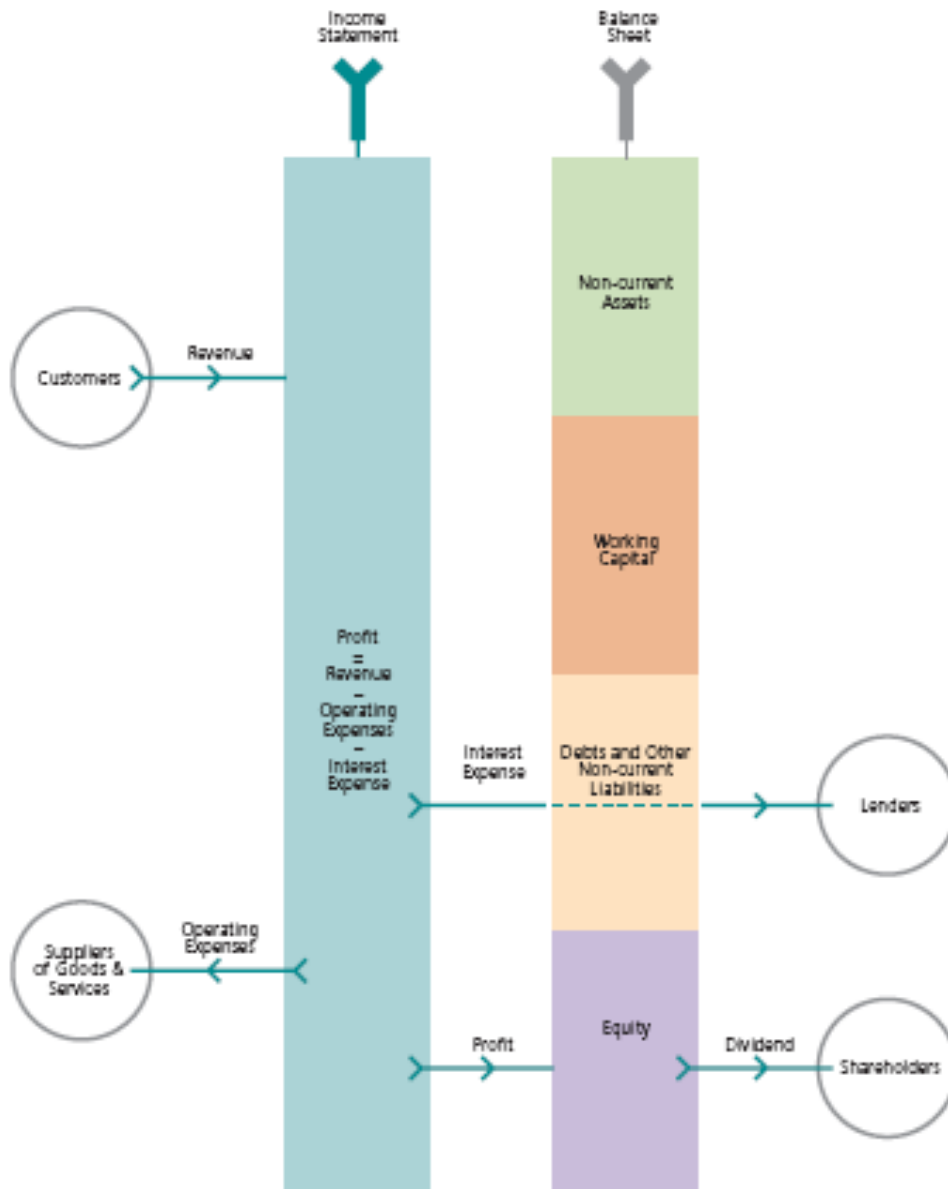 Income
Statement
Balance
Sheet
Non-current
Assets
Revenue
Customers
Working
Capital
Profit
=
Revenue
-
Operating
Expenses
-
Interest
Expense
Interest
Expense
Debts and Other
Non-current
Liabilities
Lenders
Operating
Expenses
Suppliers
of Goods &
Services
Equity
Profit
Dividend
Shareholders